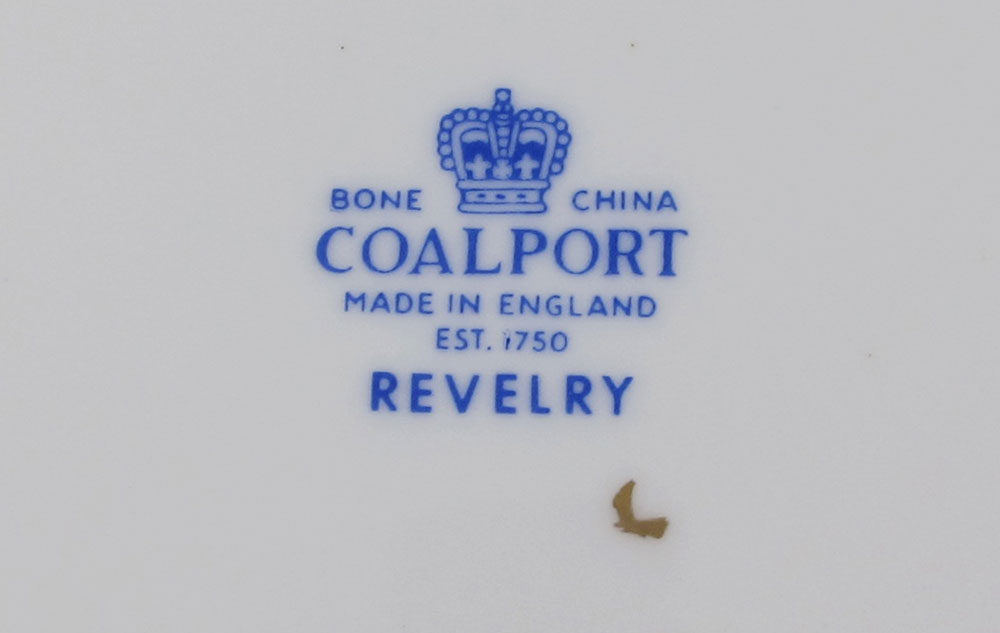 BONE CHINA
COALPORT
MADE IN ENGLAND
EST. 1750
REVELRY